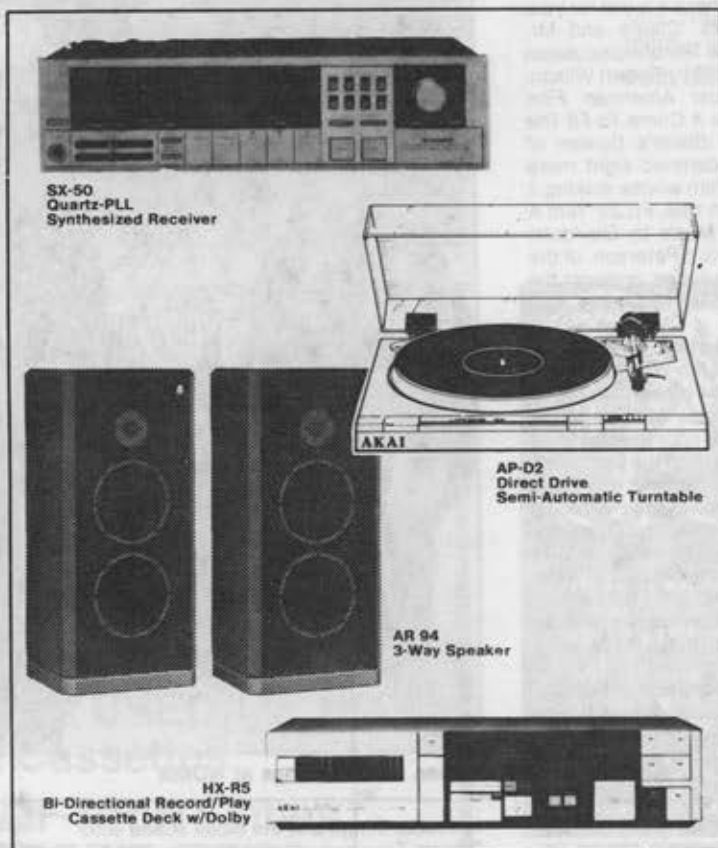 SX-50
Quartz-PLL
Synthesized Receiver
AKAI
AP-D2
Direct Drive
Semi-Automatic Turntable
AR 94
3-Way Speaker
AKAI
HX-R5
Bi-Directional Record/Play
Cassette Deck w/Dolby